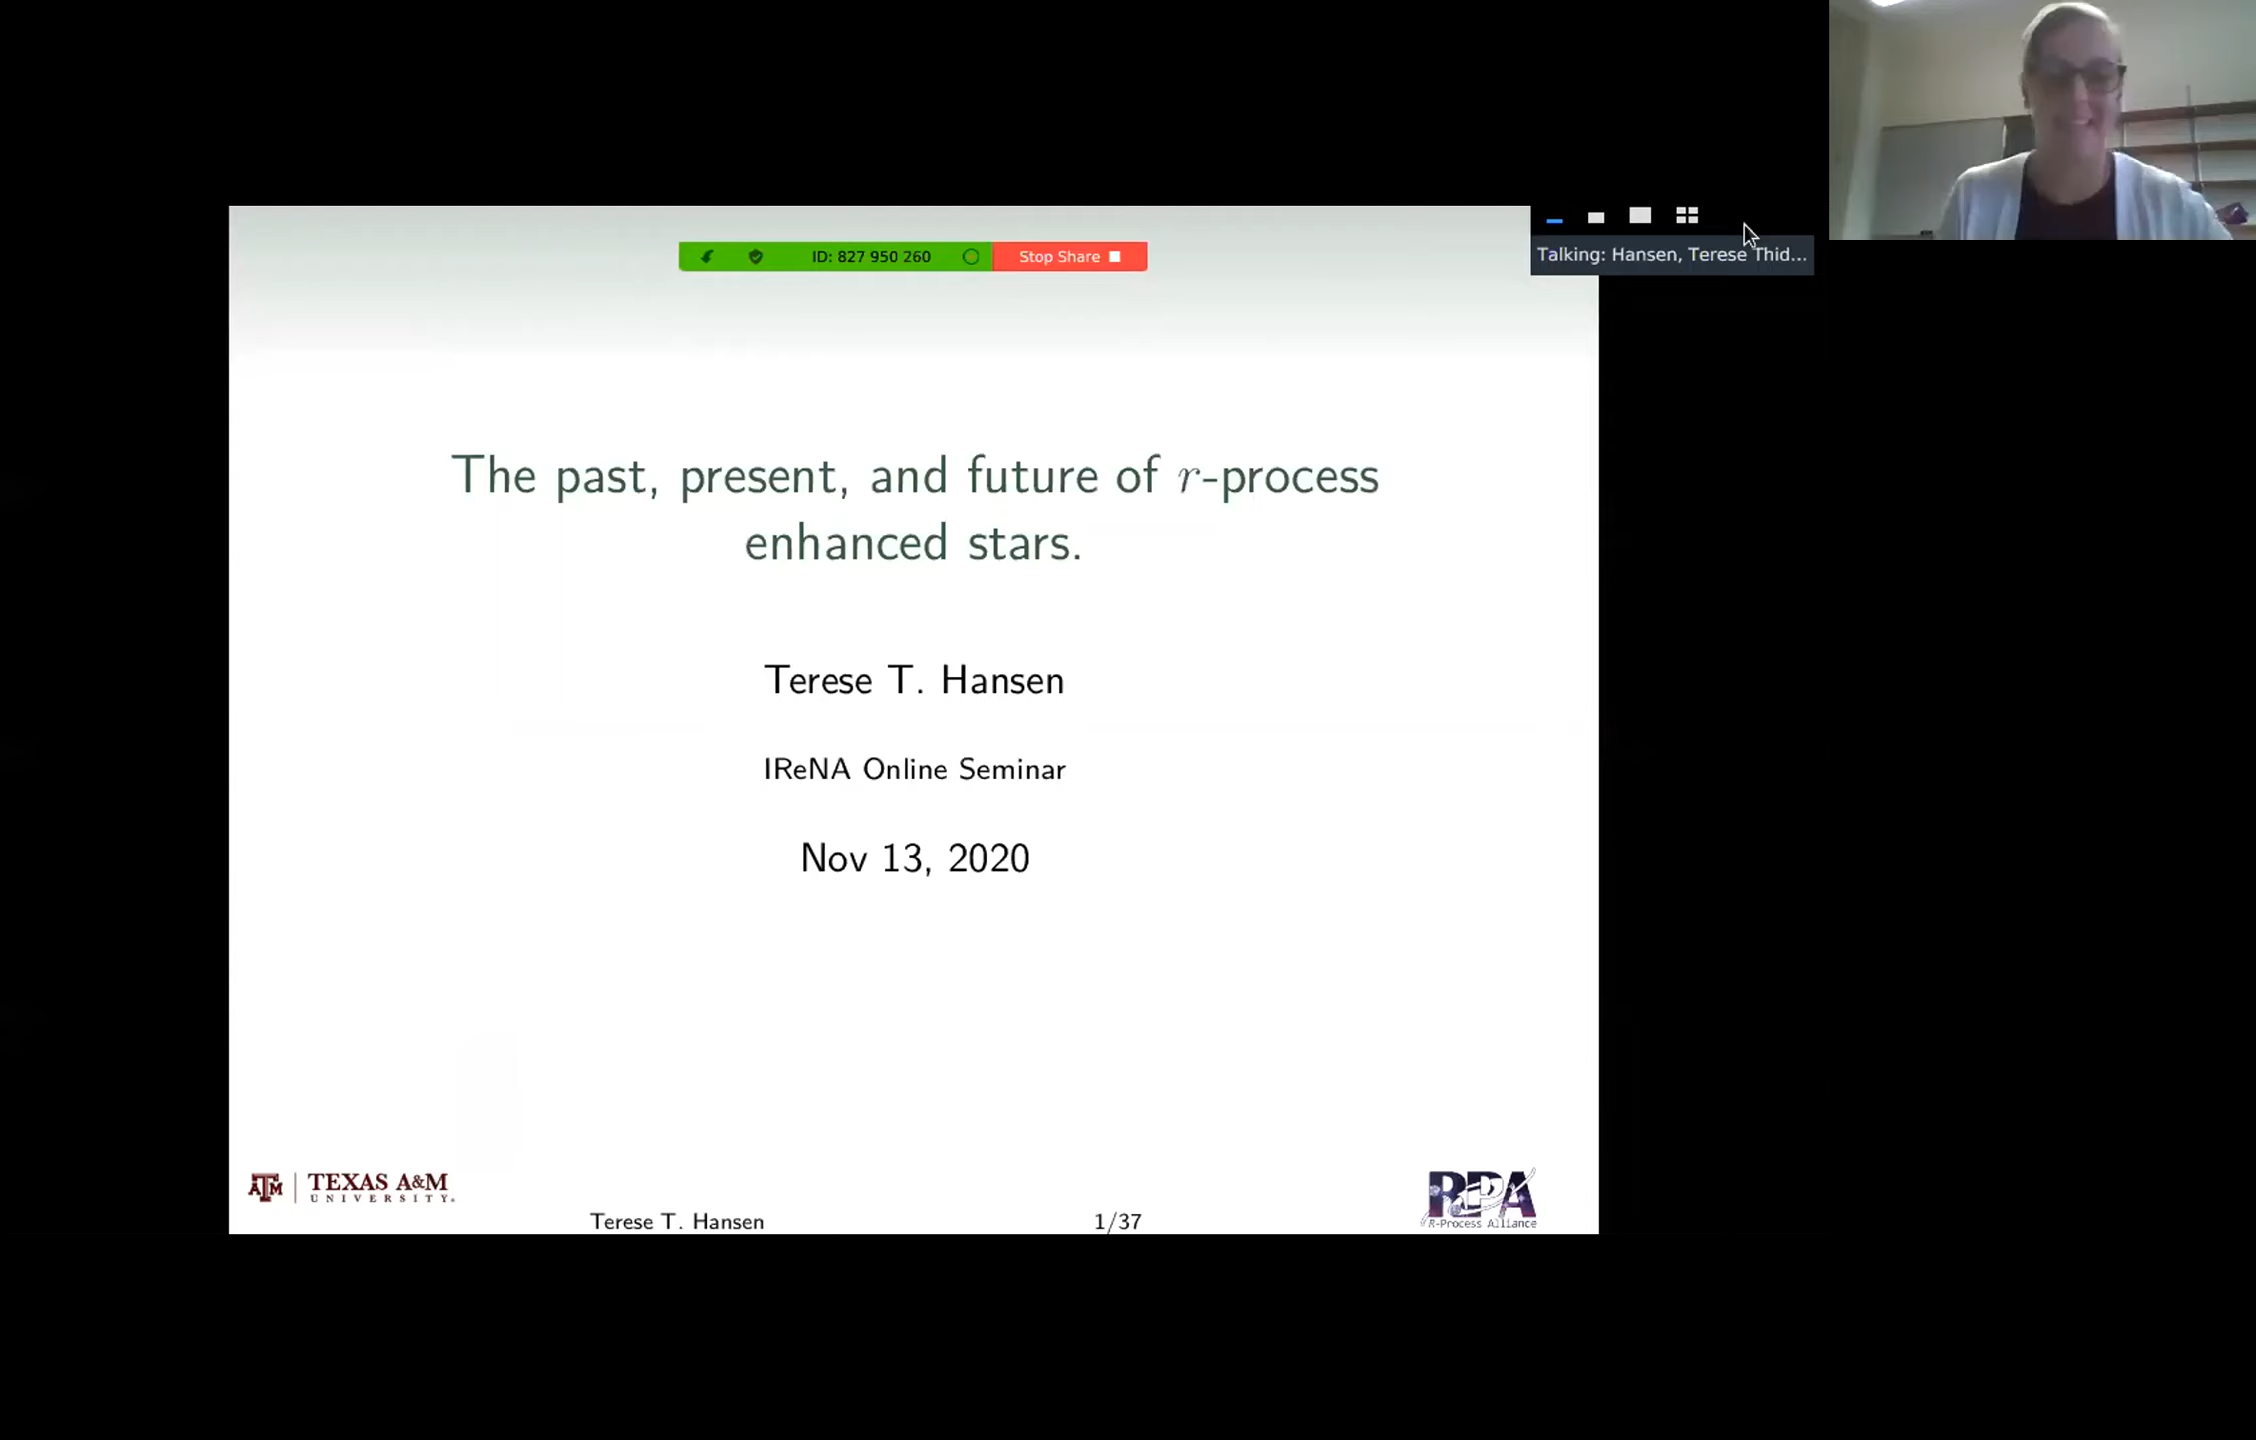 ID: 827 950 260
Stop Share
Talking: Hansen, Terese Thid...
The past, present, and future of r-process
enhanced stars.
Terese T. Hansen
IReNA Online Seminar
Nov 13, 2020
ATM
TEXAS A&M
UNIVERSITY.
RPA
R-Process Alliance
Terese T. Hansen
1/37